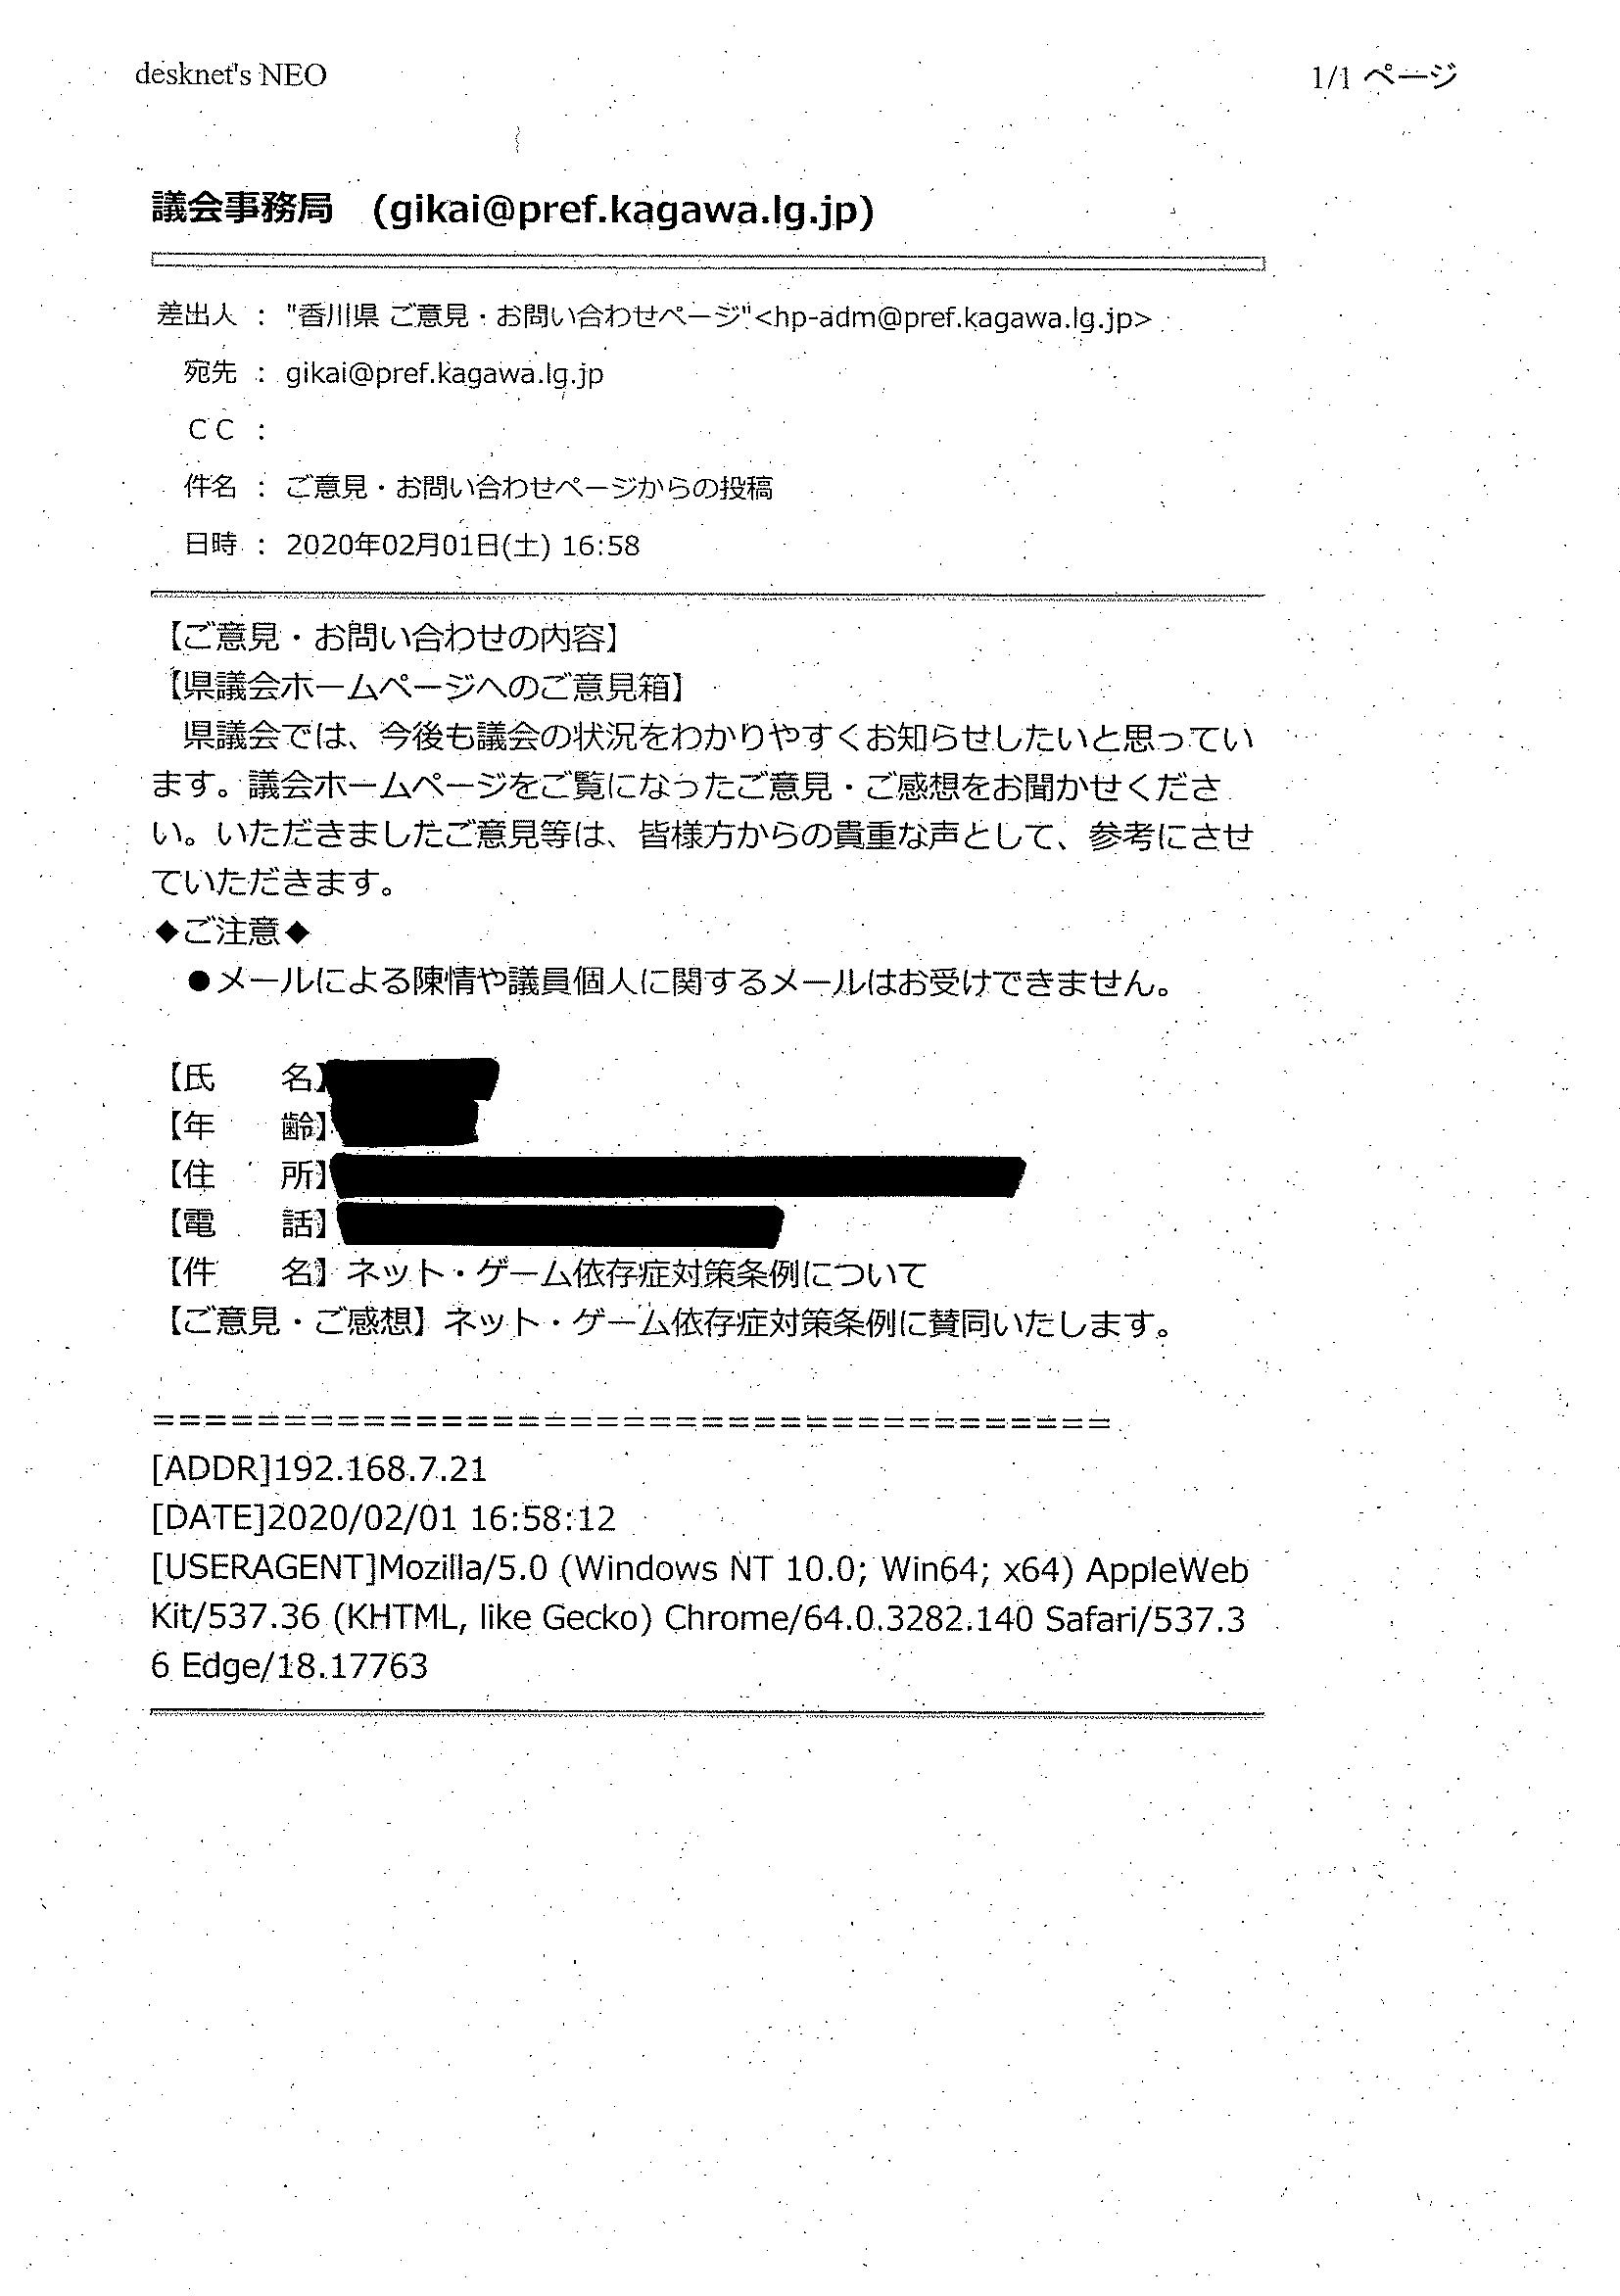 desknet's NEO
1/1 ページ
議会事務局　(gikai@pref.kagawa.lg.jp)
差出人 : "香川県 ご意見・お問い合わせページ"<hp-adm@pref.kagawa.lg.jp>
宛先 : gikai@pref.kagawa.lg.jp
ＣＣ :
件名 : ご意見・お問い合わせページからの投稿
日時 : 2020年02月01日(土) 16:58
【ご意見・お問い合わせの内容】
【県議会ホームページへのご意見箱】
　県議会では、今後も議会の状況をわかりやすくお知らせしたいと思ってい
ます。議会ホームページをご覧になったご意見・ご感想をお聞かせくださ
い。いただきましたご意見等は、皆様方からの貴重な声として、参考にさせ
ていただきます。
◆ご注意◆
　●メールによる陳情や議員個人に関するメールはお受けできません。
【氏　　名】
【年　　齢】
【住　　所】
【電　　話】
【件　　名】ネット・ゲーム依存症対策条例について
【ご意見・ご感想】ネット・ゲーム依存症対策条例に賛同いたします。
=====================================
[ADDR]192.168.7.21
[DATE]2020/02/01 16:58:12
[USERAGENT]Mozilla/5.0 (Windows NT 10.0; Win64; x64) AppleWeb
Kit/537.36 (KHTML, like Gecko) Chrome/64.0.3282.140 Safari/537.3
6 Edge/18.17763